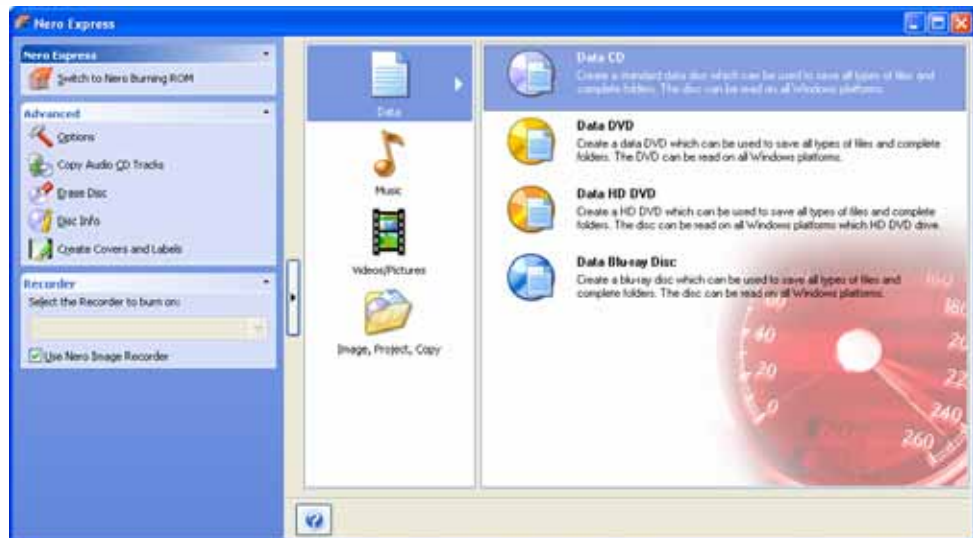 Nero Express
Nero Express
Switch to Nero Burning ROM
Advanced
Options
Copy Audio CD Tracks
Erase Disc
Disc Info
Create Covers and Labels
Recorder
Select the Recorder to burn on:
Use Nero Image Recorder
Data
Music
Videos/Pictures
Image, Project, Copy
Data CD
Create a standard data disc which can be used to save all types of files and
complete folders. The disc can be read on all Windows platforms.
Data DVD
Create a data DVD which can be used to save all types of files and complete
folders. The DVD can be read on all Windows platforms.
Data HD DVD
Create a HD DVD which can be used to save all types of files and complete
folders. The disc can be read on all Windows platforms which HD DVD drive.
Data Blu-ray Disc
Create a blu-ray disc which can be used to save all types of files and
complete folders. The disc can be read on all Windows platforms.
40
20
0
22
240
260